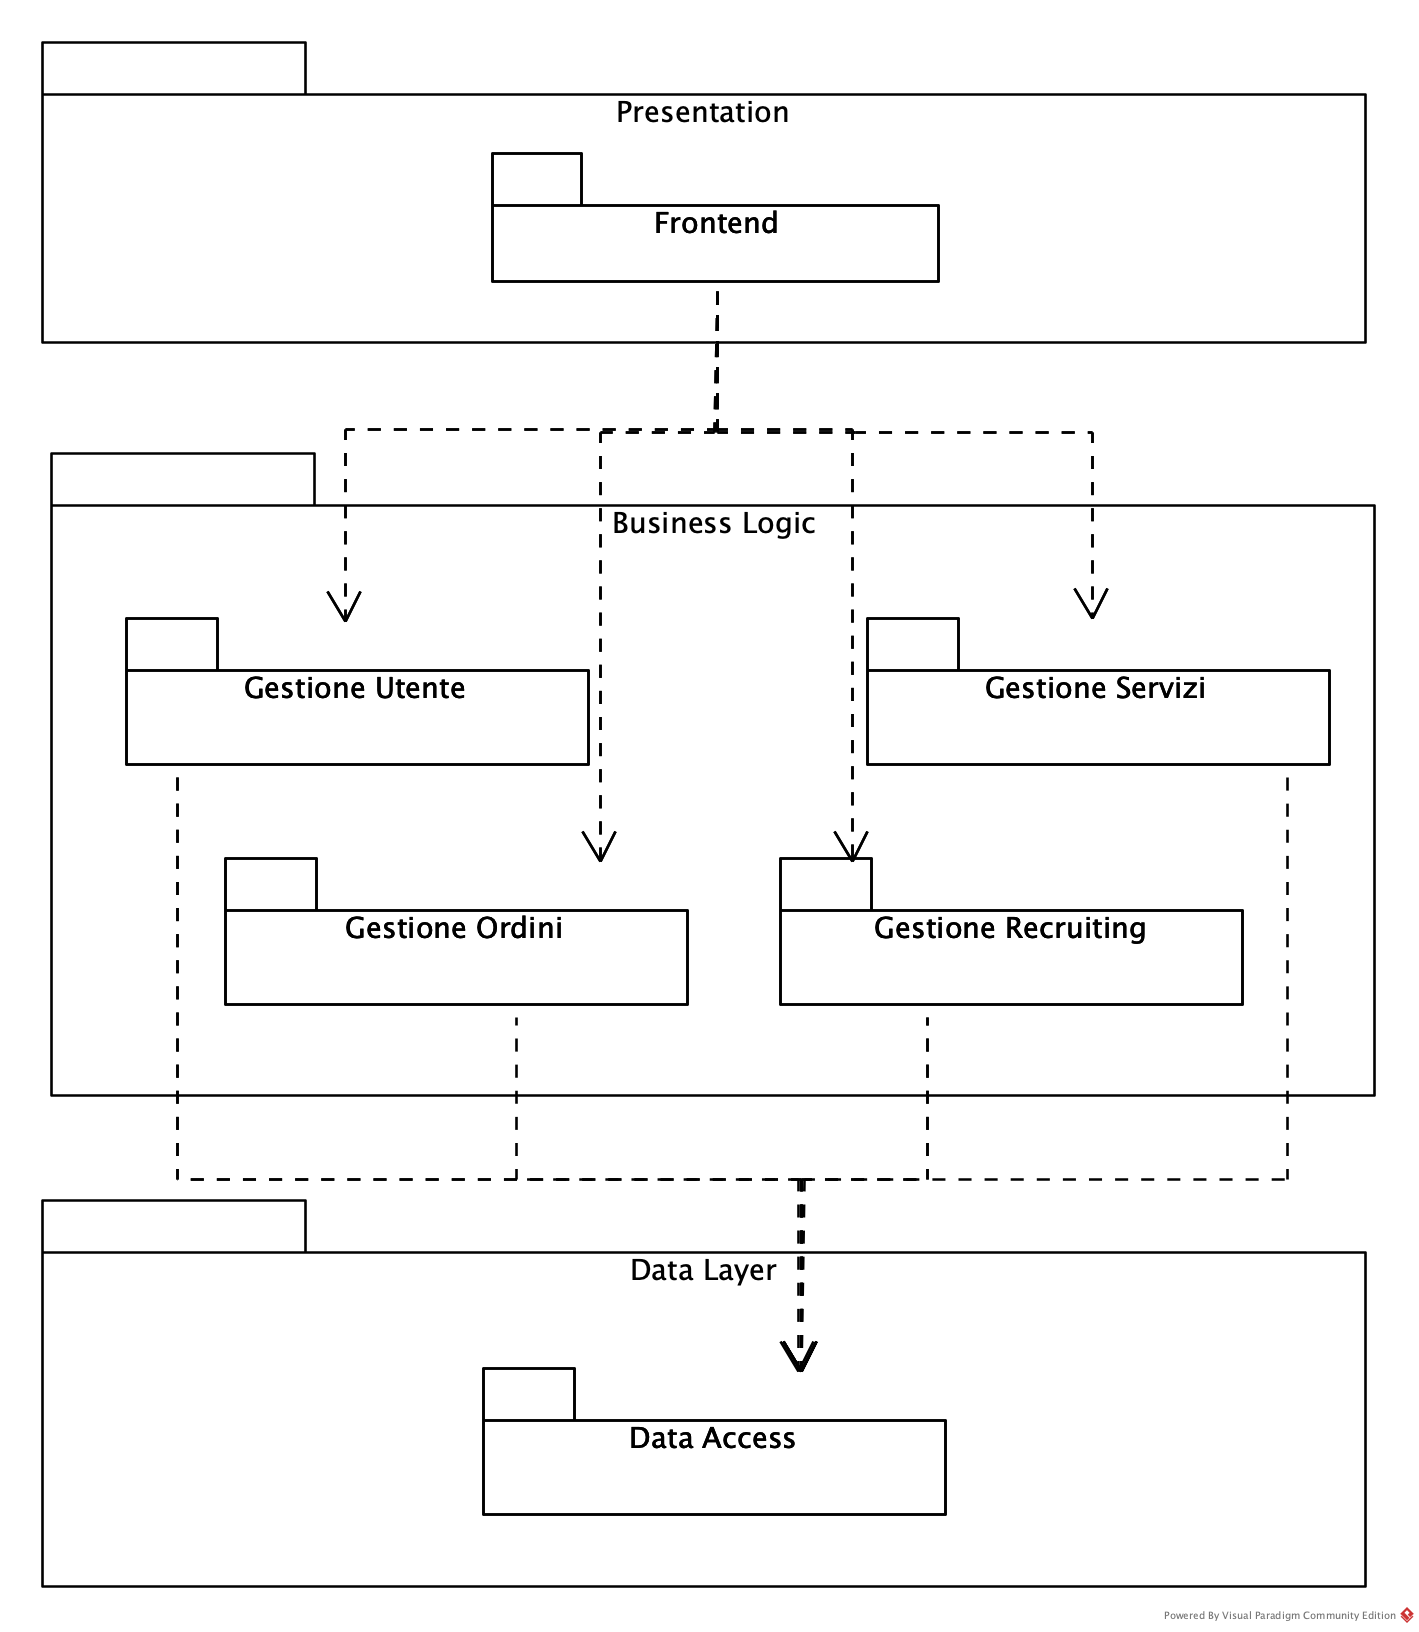 Presentation
Frontend
Business Logic
Gestione Utente
Gestione Servizi
Gestione Ordini
Gestione Recruiting
Data Layer
Data Access
Powered By Visual Paradigm Community Edition